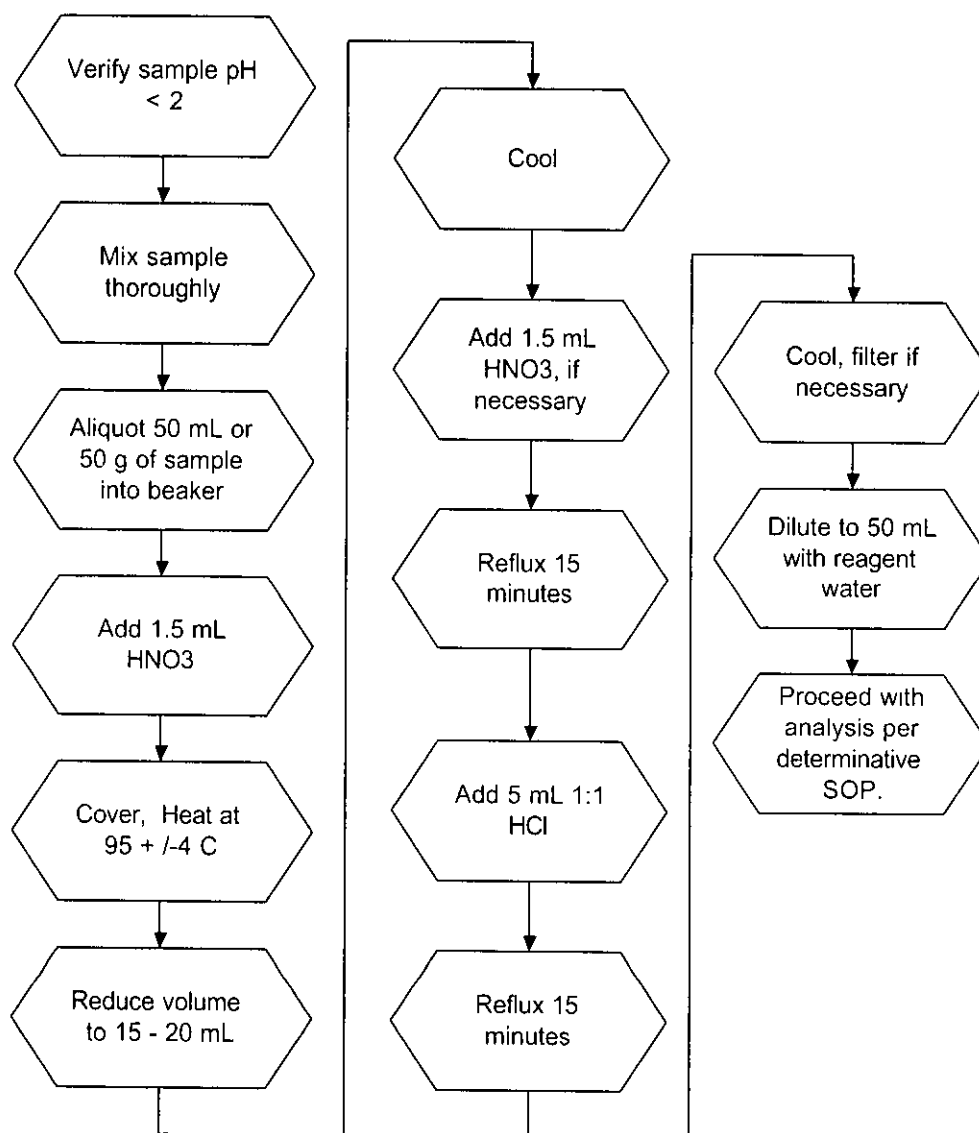 Verify sample pH
< 2
Mix sample
thoroughly
Aliquot 50 mL or
50 g of sample
into beaker
Add 1.5 mL
HNO3
Cover, Heat at
95 + /-4 C
Reduce volume
to 15 - 20 mL
Cool
Add 1.5 mL
HNO3, if
necessary
Reflux 15
minutes
Add 5 mL 1:1
HCl
Reflux 15
minutes
Cool, filter if
necessary
Dilute to 50 mL
with reagent
water
Proceed with
analysis per
determinative
SOP.